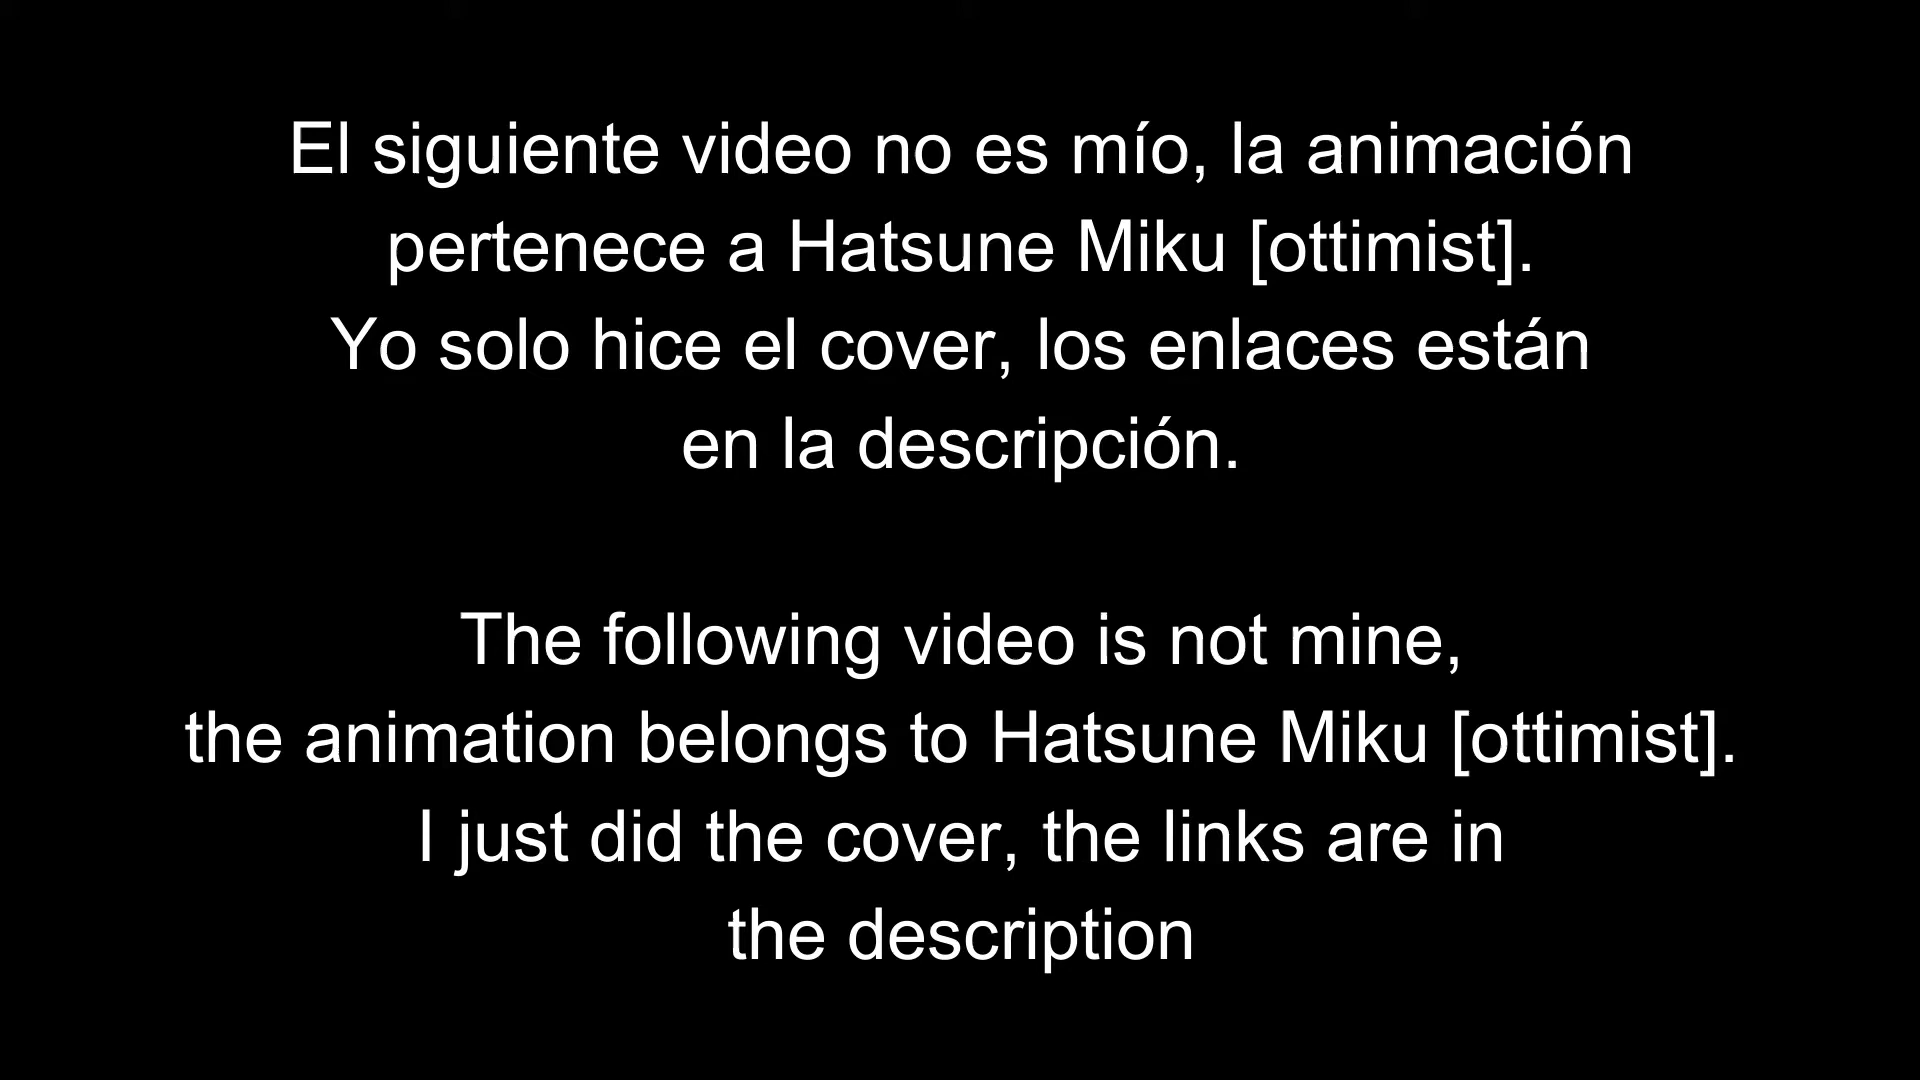 El siguiente video no es mío, la animación
pertenece a Hatsune Miku [ottimist].
Yo solo hice el cover, los enlaces están
en la descripción.
The following video is not mine,
the animation belongs to Hatsune Miku [ottimist].
I just did the cover, the links are in
the description